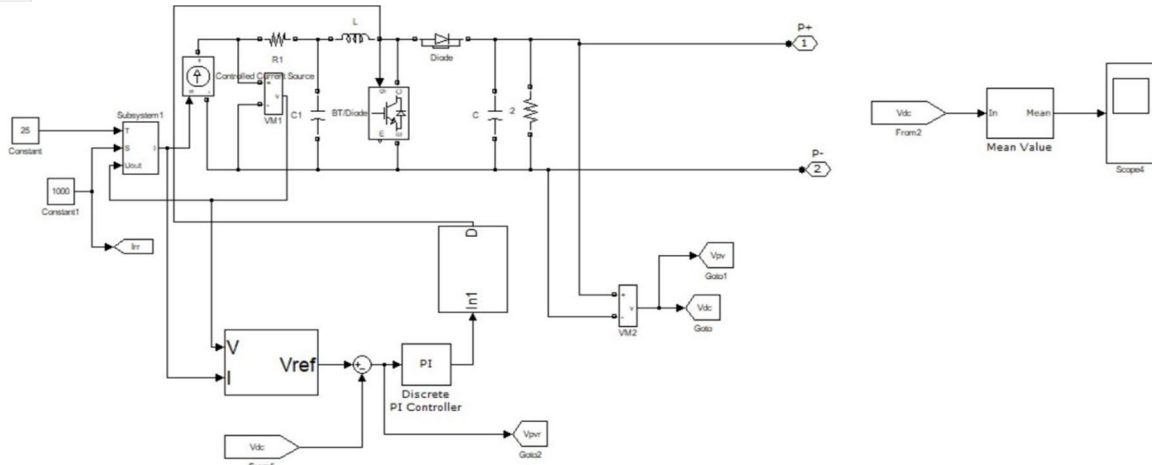 P+
1
L
R1
Diode
Controlled Current Source
+
-
s
+
-
v
VM1
C1
BT/Diode
g
C
m
E
C
2
P-
2
Vdc
From2
In
Mean
Mean Value
Scope4
25
Constant
Subsystem1
T
S
Uout
1000
Constant1
Irr
D
In1
V
I
Vref
+
-
PI
Discrete
PI Controller
Vdc
Vpvr
Goto2
+
-
v
VM2
Vpv
Goto1
Vdc
Goto